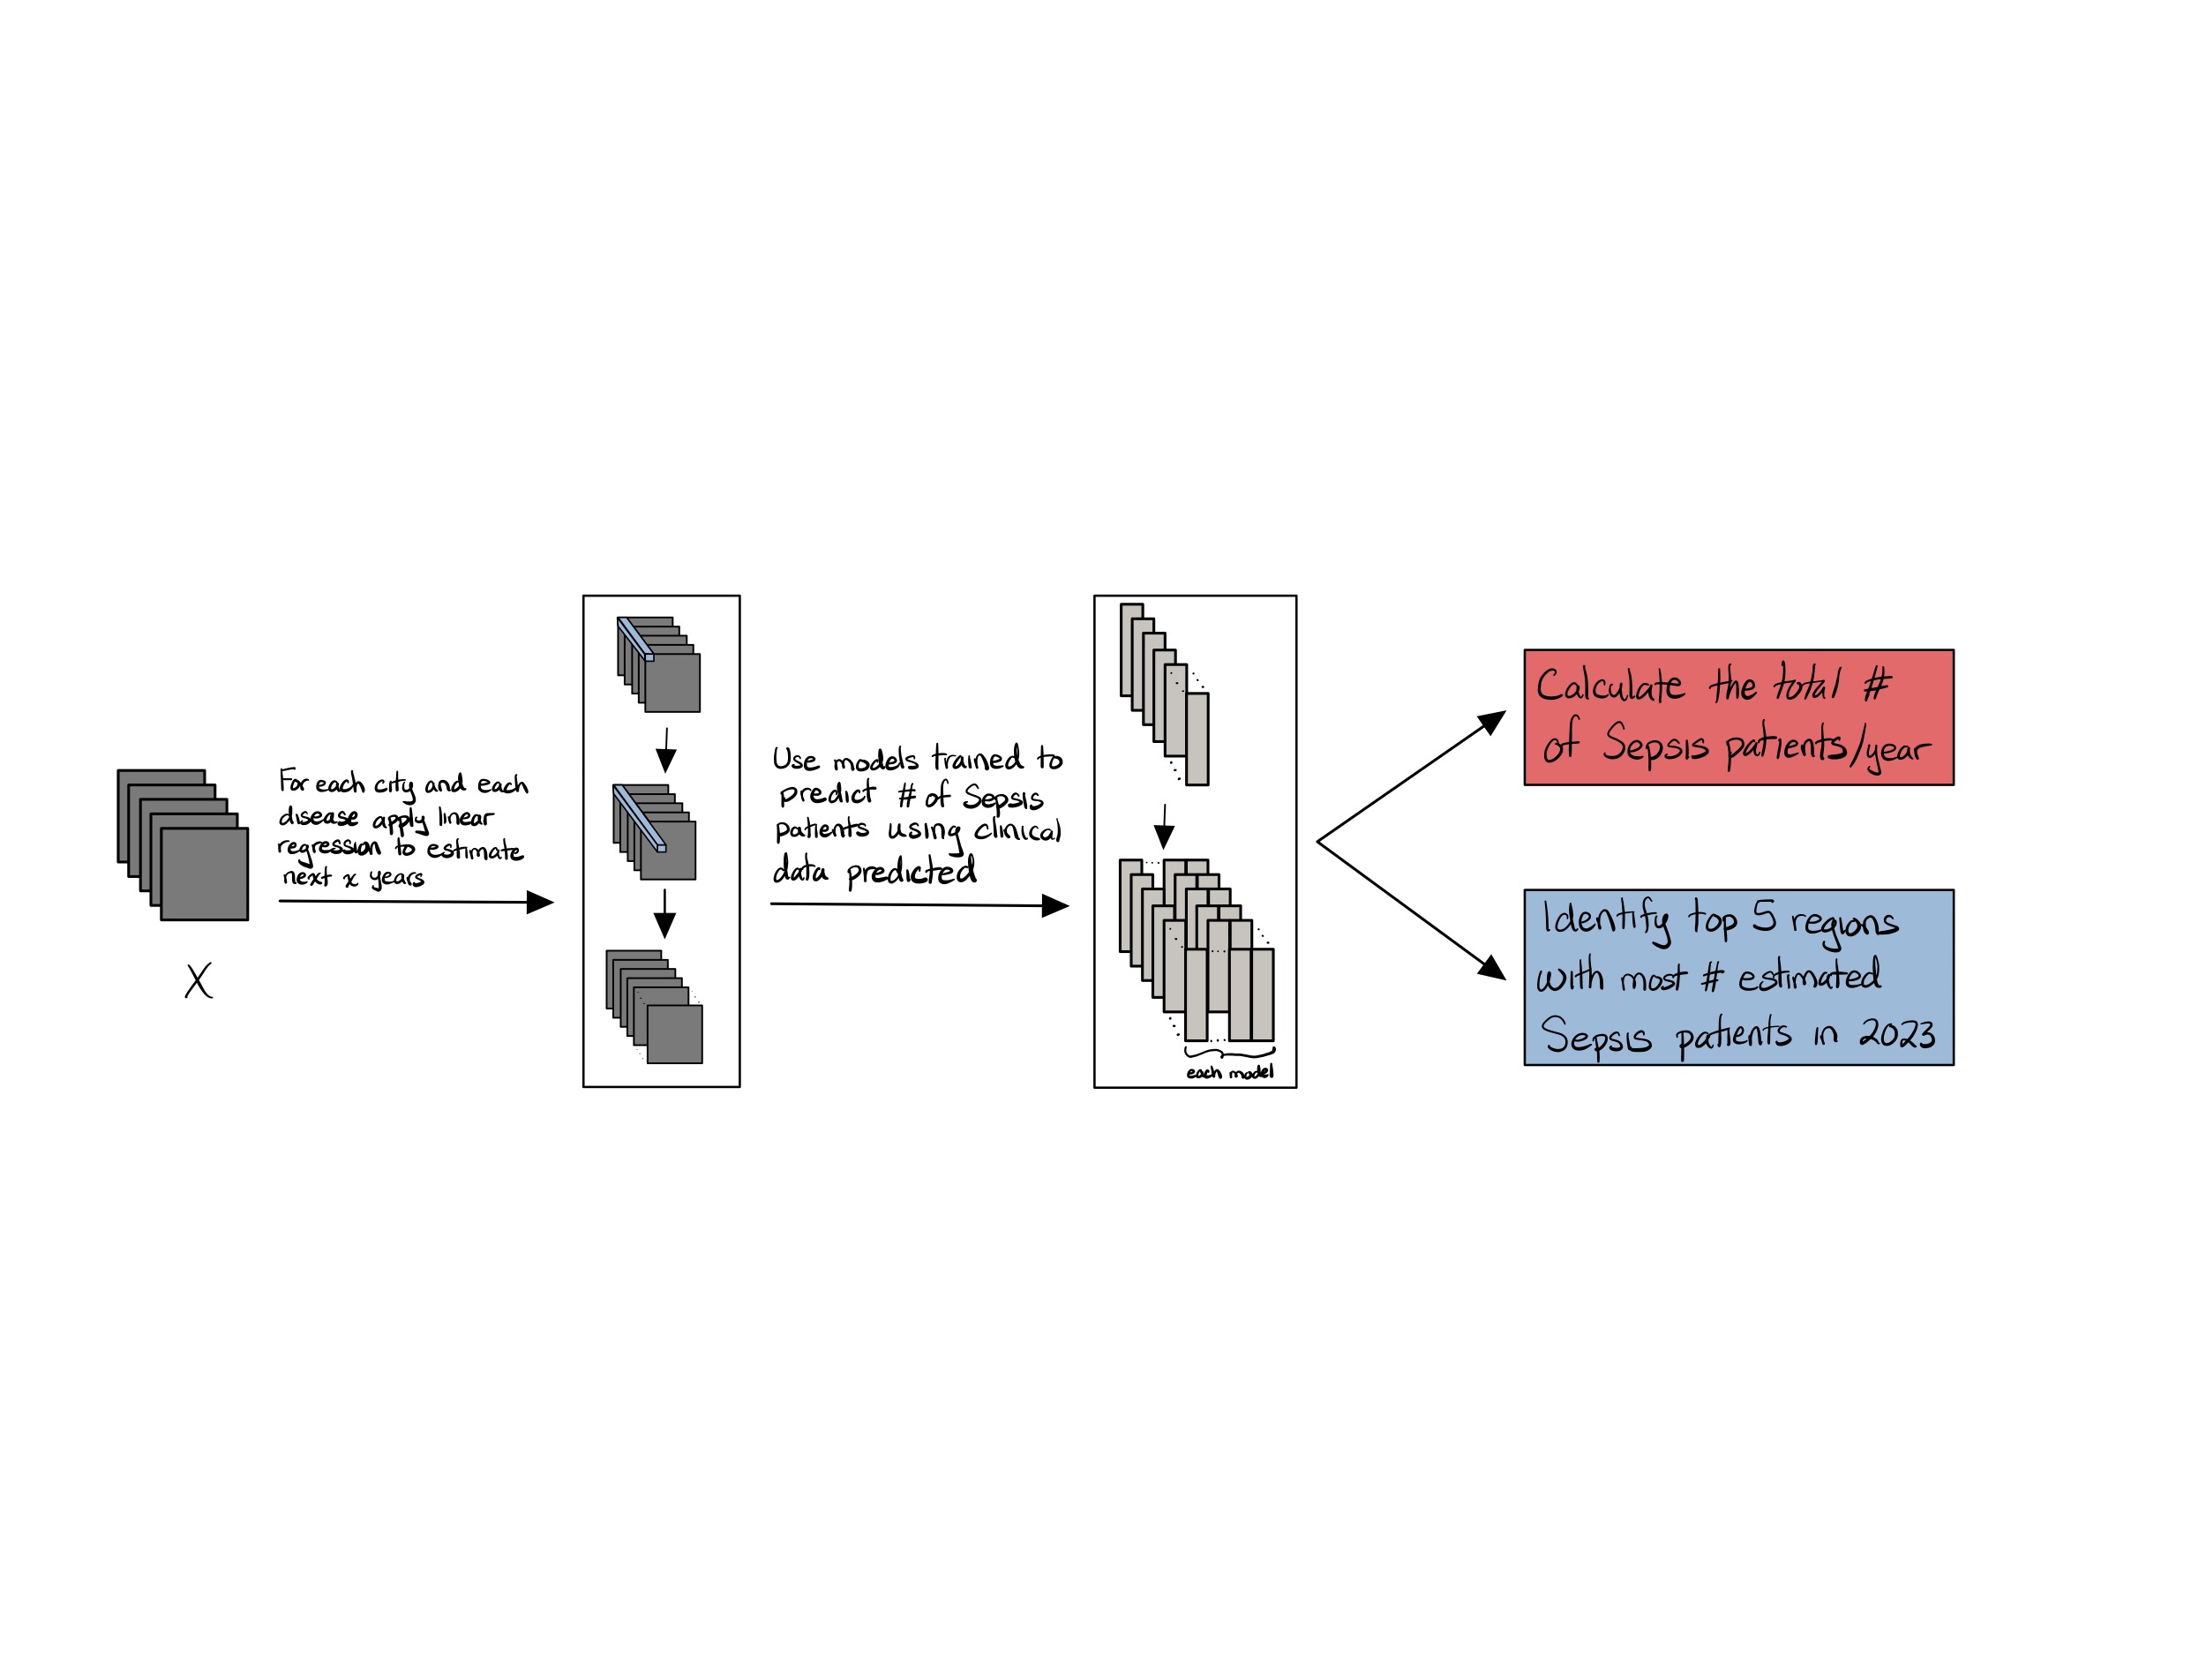 For each city and each
disease apply linear
regression to estimate
next x years
X
Use models trained to
predict # of Sepsis
patients using clinical
data predicted
each model
Calculate the total #
of Sepsis patients/year
Identify top 5 regions
with most # estimated
Sepsis patients in 2023